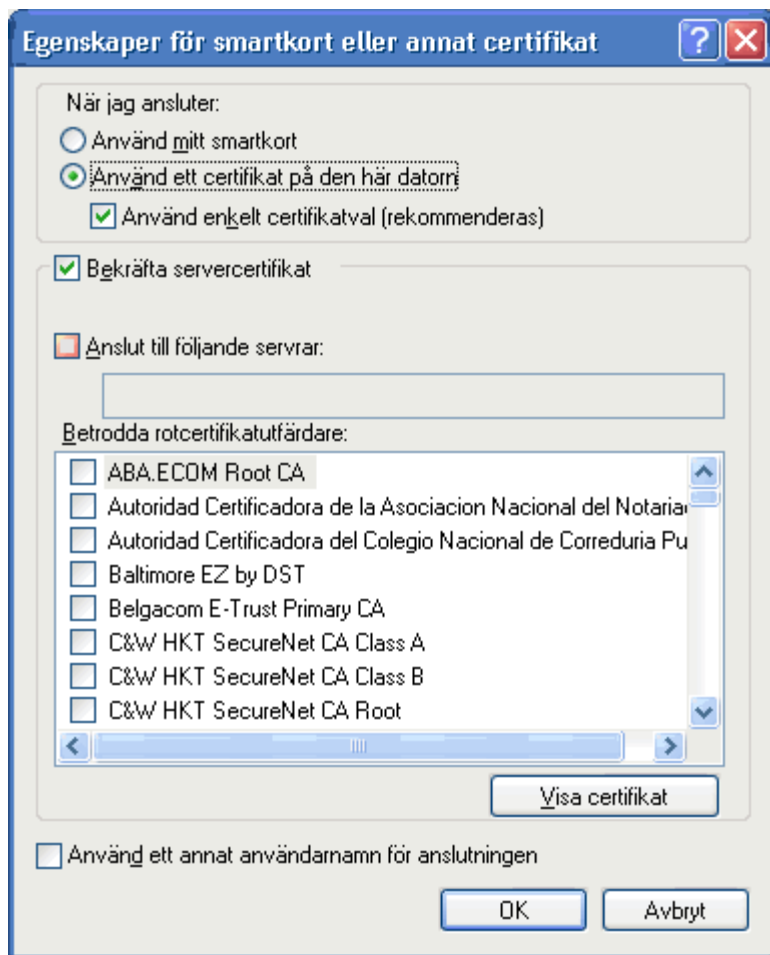 Egenskaper för smartkort eller annat certifikat
När jag ansluter:
Använd mitt smartkort
Använd ett certifikat på den här datorn
Använd enkelt certifikatval (rekommenderas)
Bekräfta servercertifikat
Anslut till följande servrar:
Betrodda rotcertifikatutfärdare:
ABA.ECOM Root CA
Autoridad Certificadora de la Asociacion Nacional del Notaria
Autoridad Certificadora del Colegio Nacional de Correduria Pu
Baltimore EZ by DST
Belgacom E-Trust Primary CA
C&W HKT SecureNet CA Class A
C&W HKT SecureNet CA Class B
C&W HKT SecureNet CA Root
Visa certifikat
Använd ett annat användarnamn för anslutningen
OK Avbryt